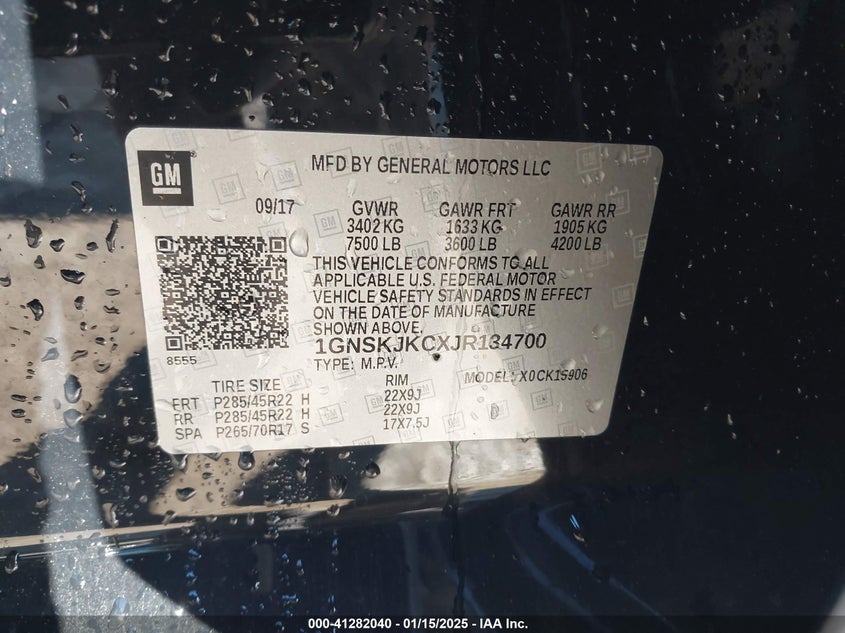 GM
MFD BY GENERAL MOTORS LLC
09/17 GVWR GAWR FRT GAWR RR
3402 KG 1633 KG 1905 KG
7500 LB 3600 LB 4200 LB
THIS VEHICLE CONFORMS TO ALL
APPLICABLE U.S. FEDERAL MOTOR
VEHICLE SAFETY STANDARDS IN EFFECT
ON THE DATE OF MANUFACTURE
SHOWN ABOVE.
8555
1GNSKJKCXJR134700
TYPE: M.P.V. MODEL: X0CK15906
TIRE SIZE RIM
FRT P285/45R22 H 22X9J
RR P285/45R22 H 22X9J
SPA P265/70R17 S 17X7.5J
000-41282040 - 01/15/2025 - IAA Inc.